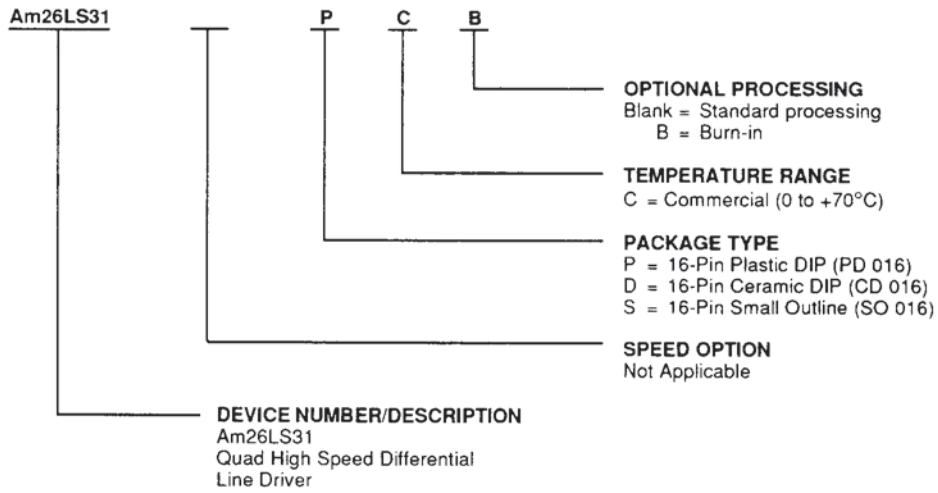 Am26LS31 P C B
OPTIONAL PROCESSING
Blank = Standard processing
B = Burn-in
TEMPERATURE RANGE
C = Commercial (0 to +70°C)
PACKAGE TYPE
P = 16-Pin Plastic DIP (PD 016)
D = 16-Pin Ceramic DIP (CD 016)
S = 16-Pin Small Outline (SO 016)
SPEED OPTION
Not Applicable
DEVICE NUMBER/DESCRIPTION
Am26LS31
Quad High Speed Differential
Line Driver